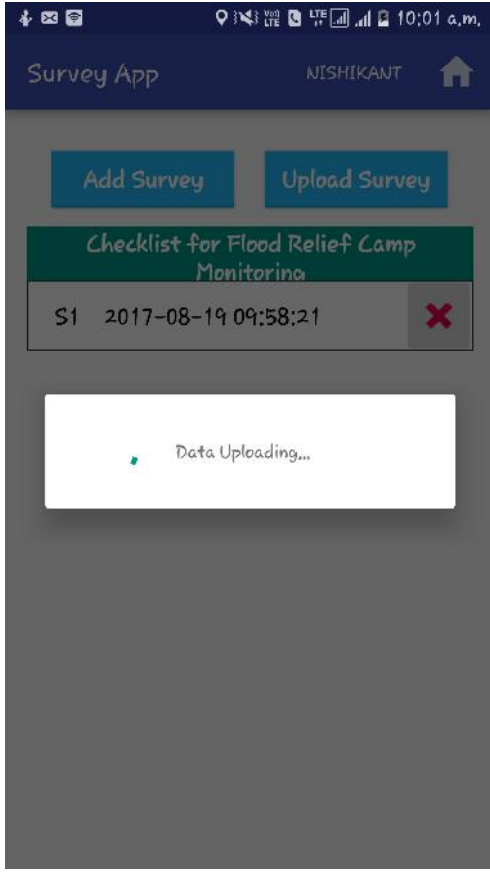 10:01 a.m.
Survey App NISHIKANT
Add Survey Upload Survey
Checklist for Flood Relief Camp
Monitoring
S1 2017-08-19 09:58:21
Data Uploading...